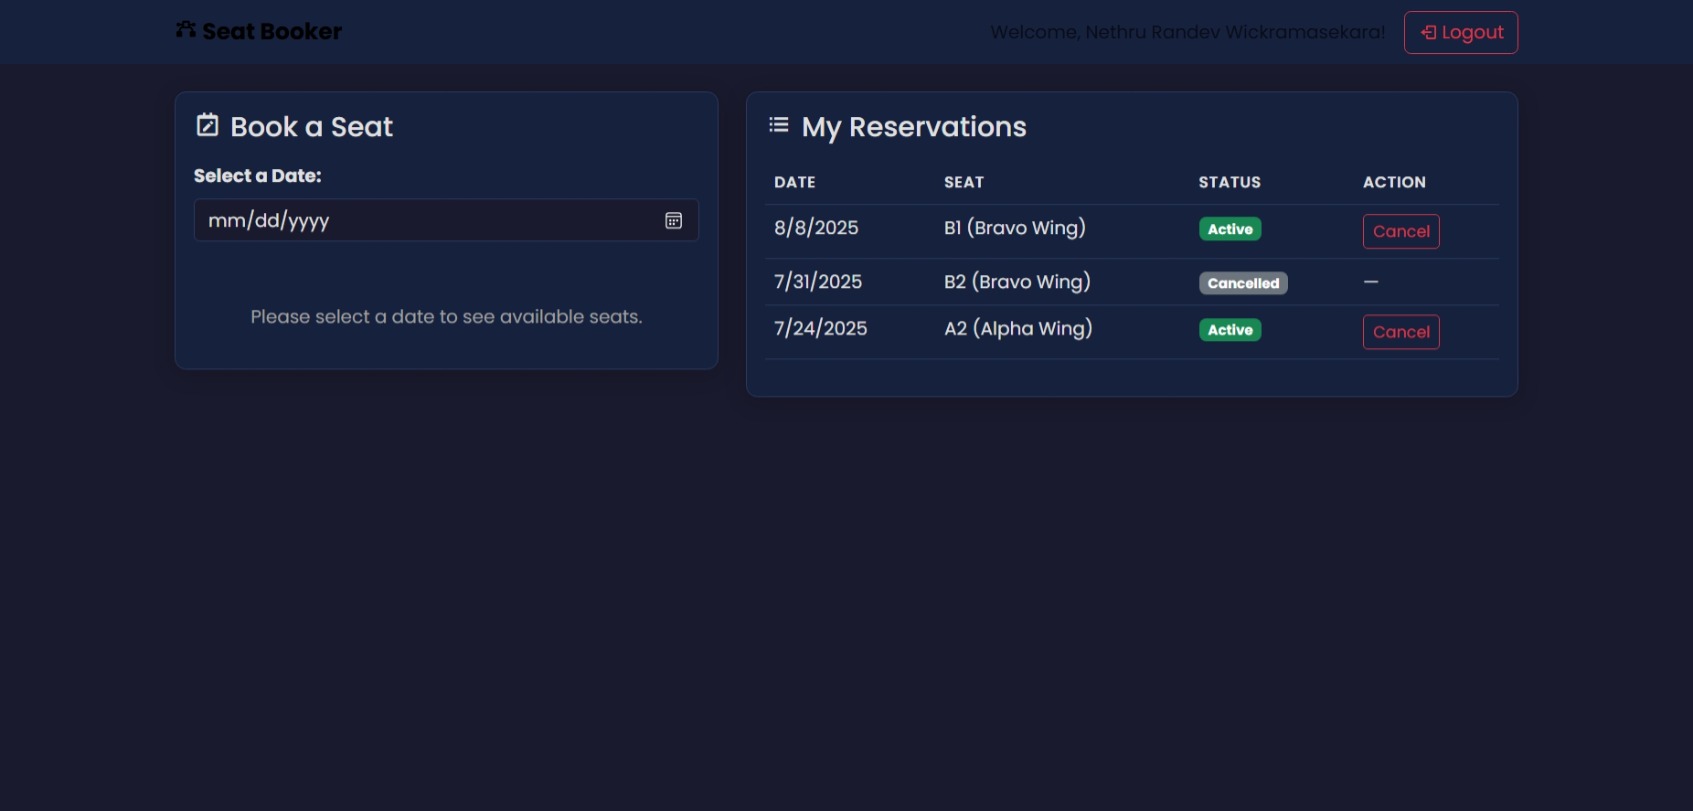 Seat Booker
Welcome, Nethru Randev Wickramasekara!
Logout
Book a Seat
Select a Date:
mm/dd/yyyy
Please select a date to see available seats.
My Reservations
DATE SEAT STATUS ACTION
8/8/2025 B1 (Bravo Wing) Active Cancel
7/31/2025 B2 (Bravo Wing) Cancelled —
7/24/2025 A2 (Alpha Wing) Active Cancel